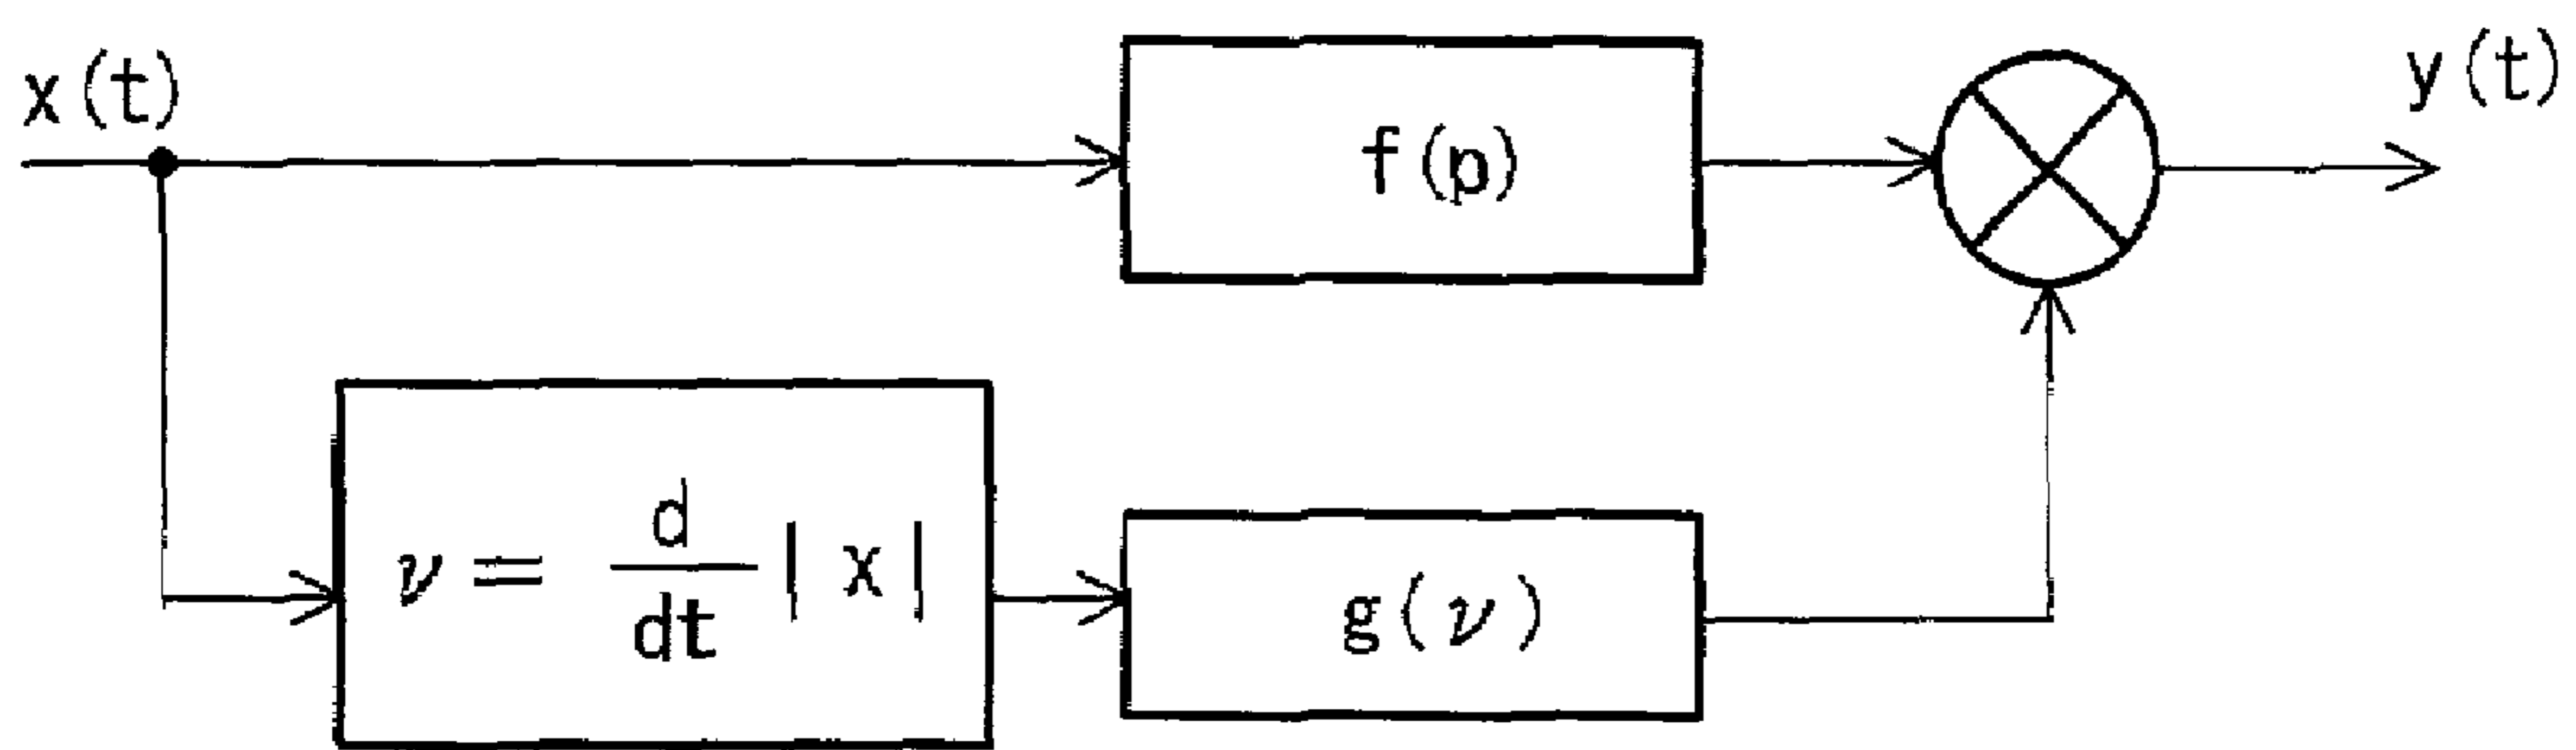 x(t)
f(p)
y(t)
ν = d/dt | x |
g(ν)